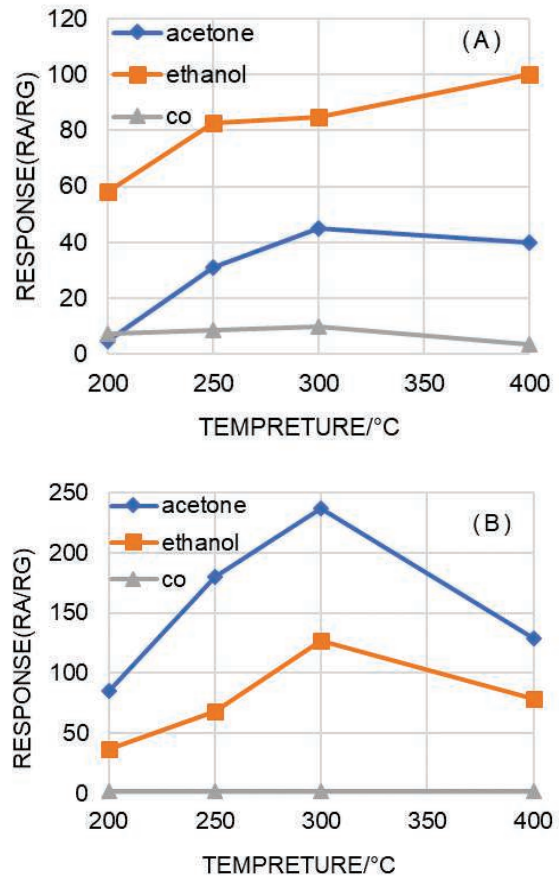 (A)
acetone
ethanol
co
120
100
80
60
40
20
0
RESPONSE(RA/RG)
200 250 300 350 400
TEMPRETURE/°C
(B)
acetone
ethanol
co
250
200
150
100
50
0
RESPONSE(RA/RG)
200 250 300 350 400
TEMPRETURE/°C